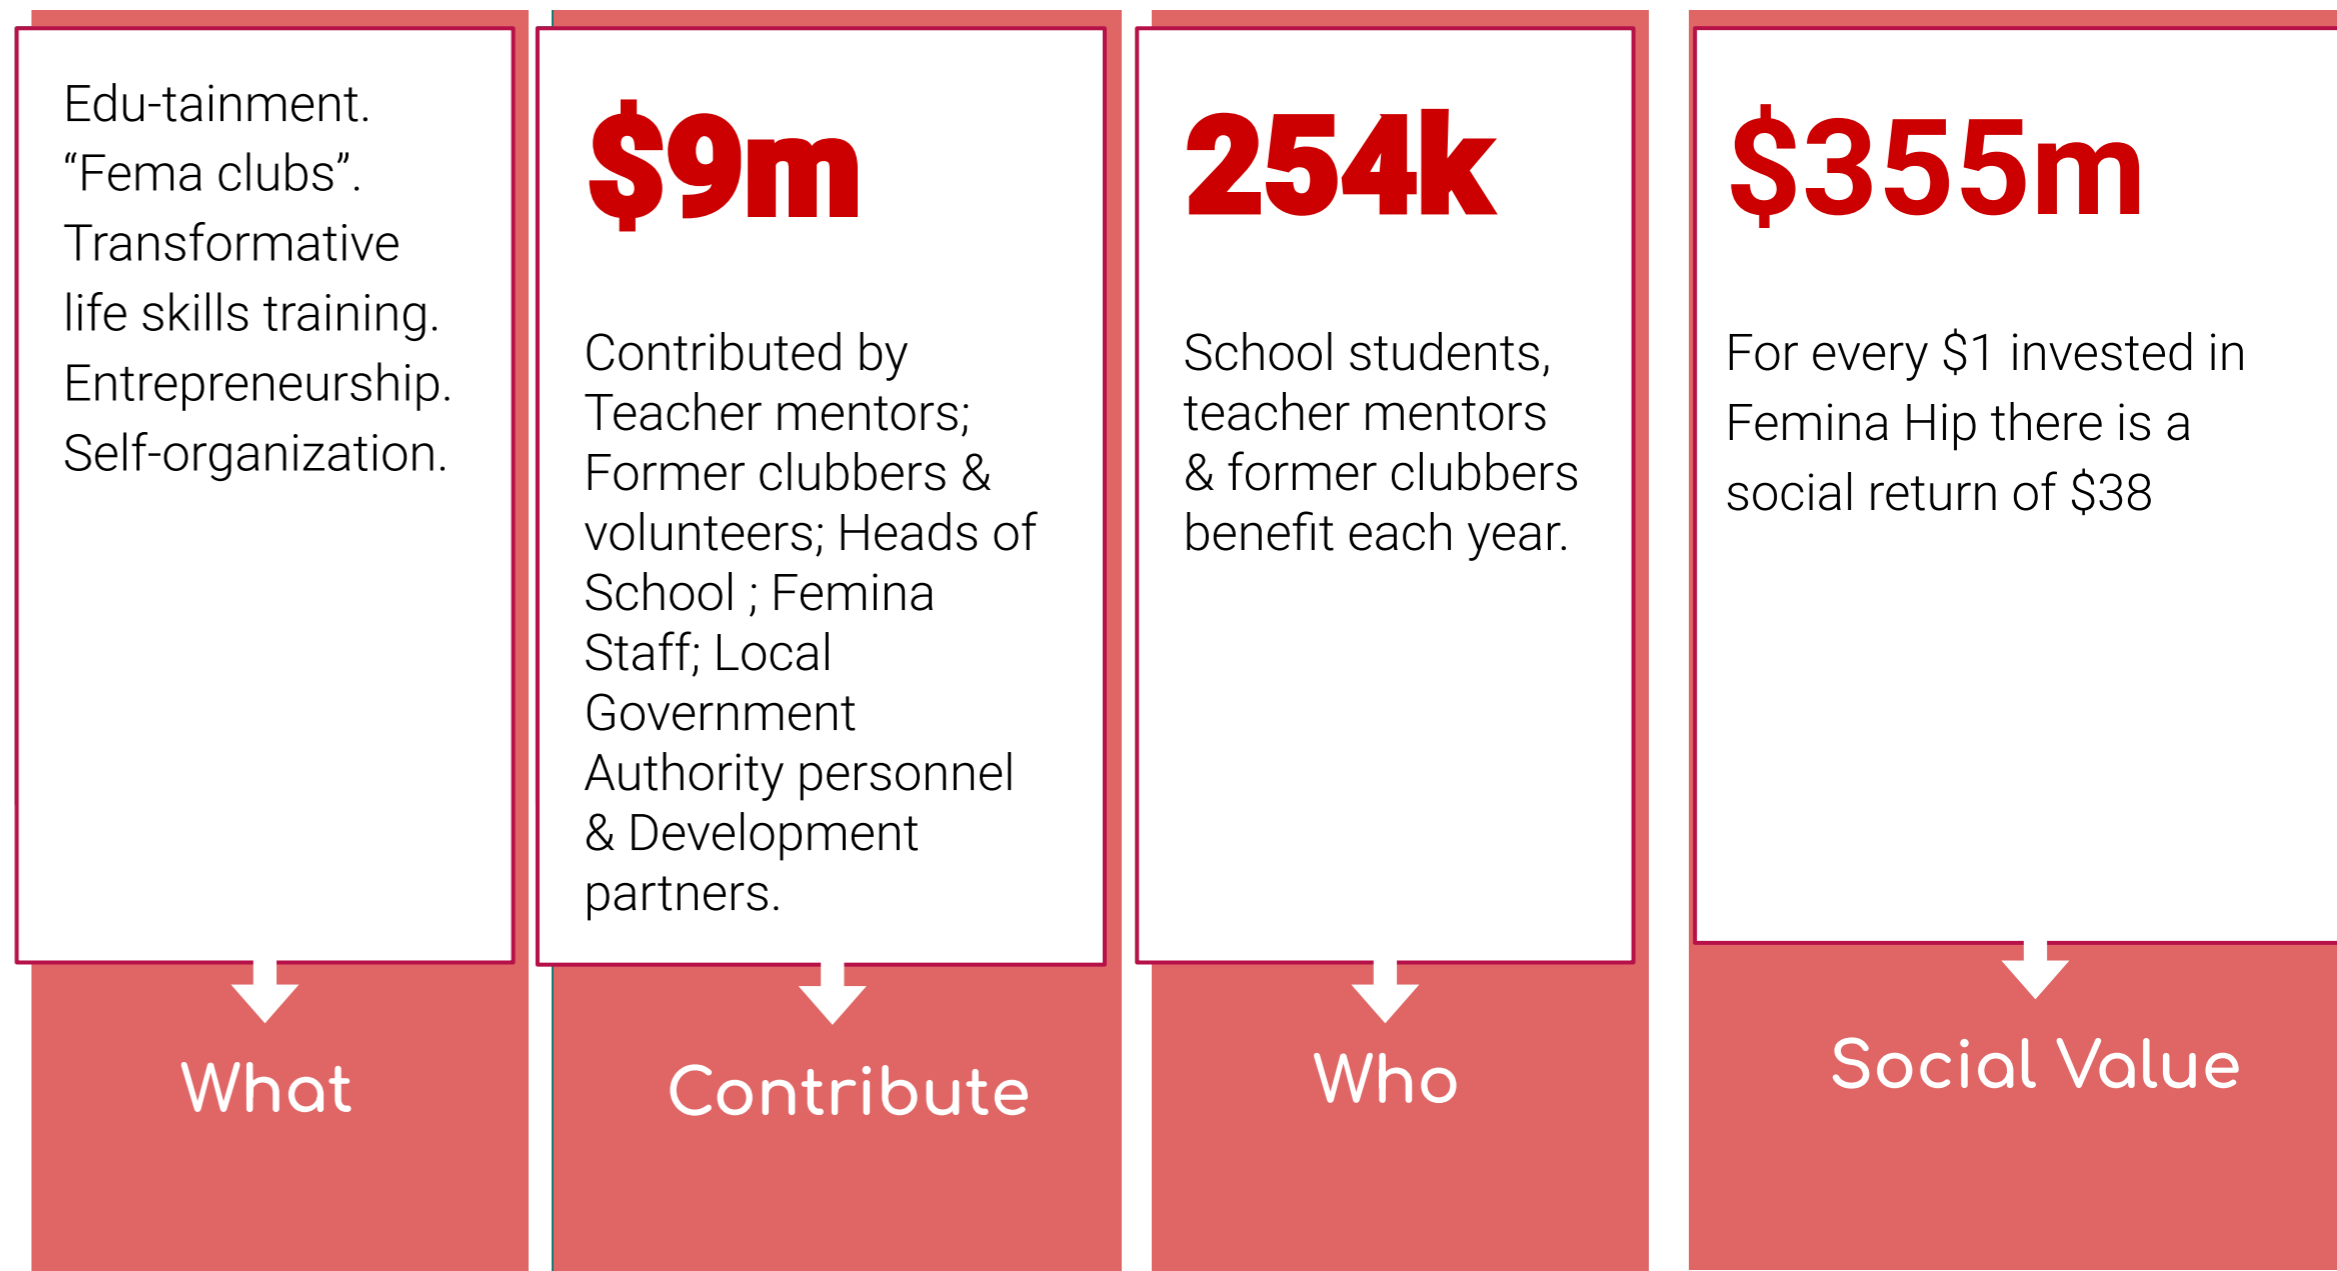 Edu-tainment.
“Fema clubs”.
Transformative
life skills training.
Entrepreneurship.
Self-organization.
What
$9m
Contributed by
Teacher mentors;
Former clubbers &
volunteers; Heads of
School ; Femina
Staff; Local
Government
Authority personnel
& Development
partners.
Contribute
254k
School students,
teacher mentors
& former clubbers
benefit each year.
Who
$355m
For every $1 invested in
Femina Hip there is a
social return of $38
Social Value